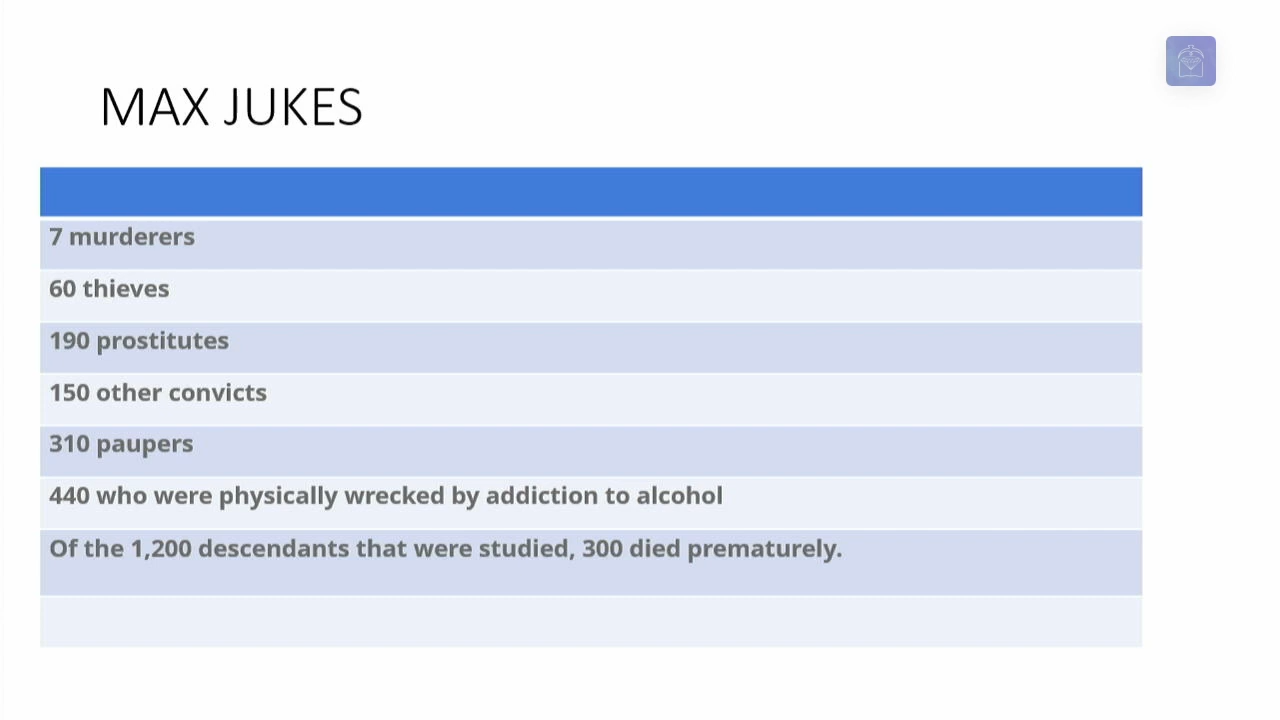 MAX JUKES
7 murderers
60 thieves
190 prostitutes
150 other convicts
310 paupers
440 who were physically wrecked by addiction to alcohol
Of the 1,200 descendants that were studied, 300 died prematurely.